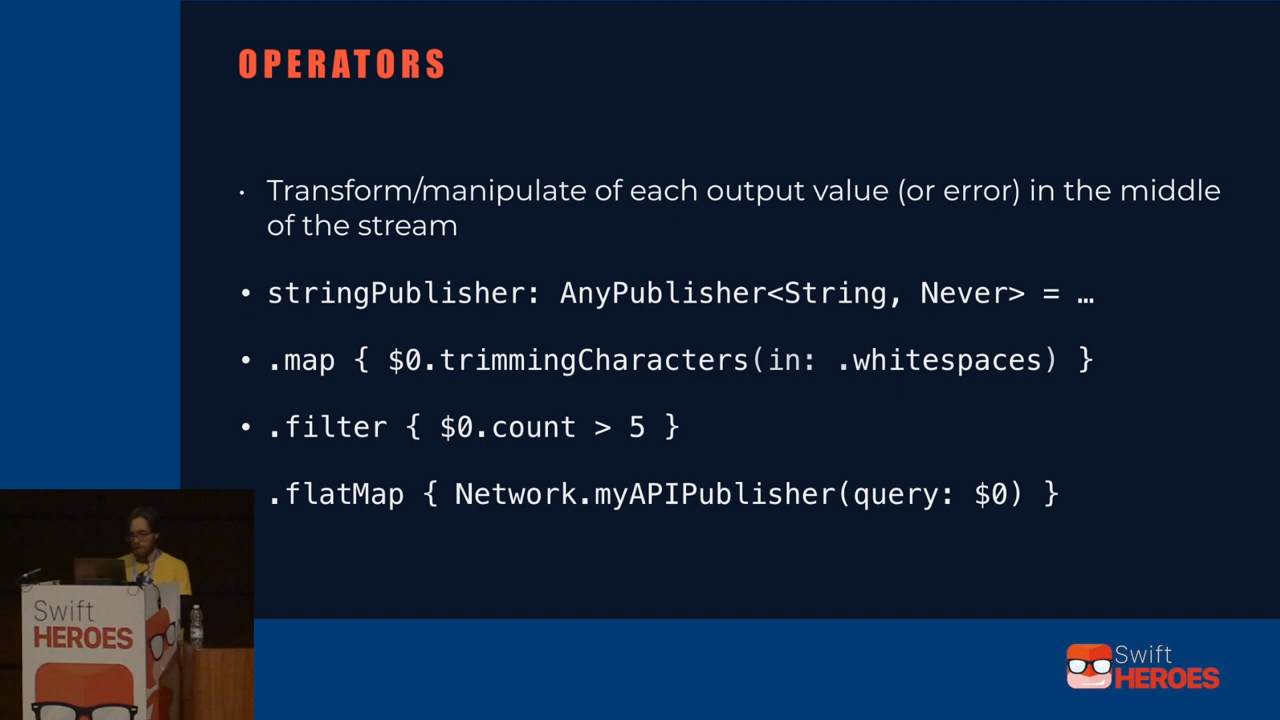 OPERATORS
• Transform/manipulate of each output value (or error) in the middle
of the stream
• stringPublisher: AnyPublisher<String, Never> = …
• .map { $0.trimmingCharacters(in: .whitespaces) }
• .filter { $0.count > 5 }
.flatMap { Network.myAPIPublisher(query: $0) }
Swift
HEROES
Swift
HEROES